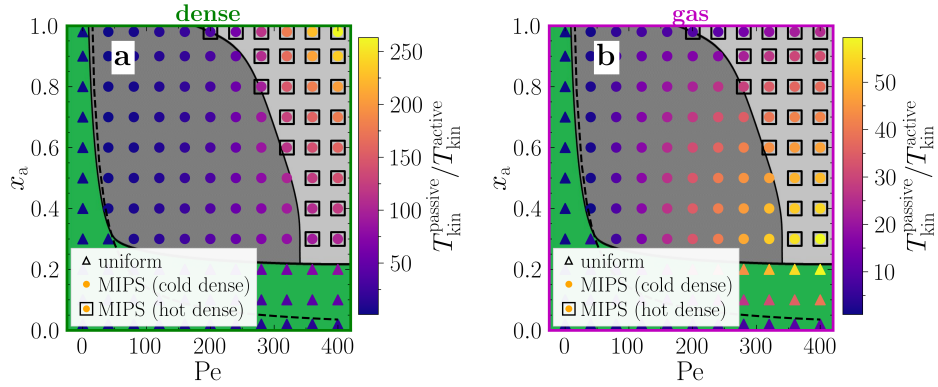 dense
a
1.0
0.8
0.6
0.4
0.2
0.0
x_a
0 100 200 300 400
Pe
uniform
MIPS (cold dense)
MIPS (hot dense)
250
200
150
100
50
T_kin^passive/T_kin^active
gas
b
1.0
0.8
0.6
0.4
0.2
0.0
x_a
0 100 200 300 400
Pe
uniform
MIPS (cold dense)
MIPS (hot dense)
50
40
30
20
10
T_kin^passive/T_kin^active